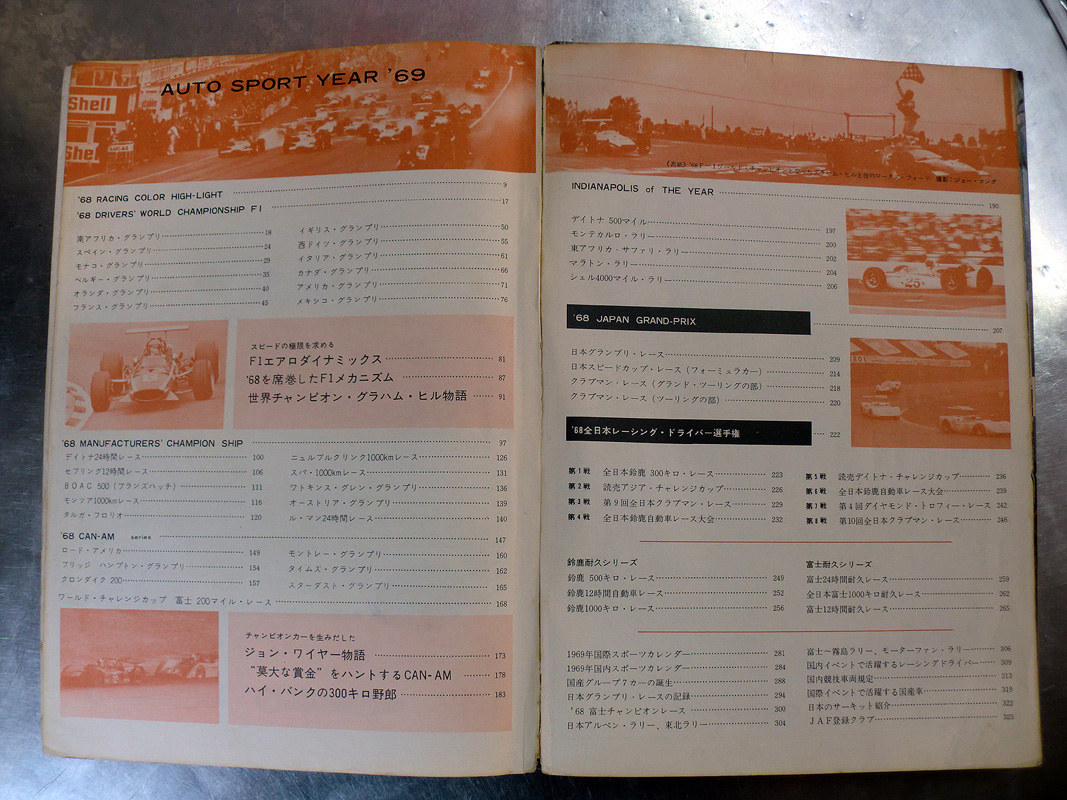 AUTO SPORT YEAR '69
Shell
Shel
'68 RACING COLOR HIGH-LIGHT 9
'68 DRIVERS' WORLD CHAMPIONSHIP F1 17
南アフリカ・グランプリ 18
スペイン・グランプリ 24
モナコ・グランプリ 29
ベルギー・グランプリ 35
オランダ・グランプリ 40
フランス・グランプリ 45
イギリス・グランプリ 50
西ドイツ・グランプリ 55
イタリア・グランプリ 61
カナダ・グランプリ 66
アメリカ・グランプリ 71
メキシコ・グランプリ 76
スピードの極限を求める
F1エアロダイナミックス 81
'68を席巻したF1メカニズム 87
世界チャンピオン・グラハム・ヒル物語 91
'68 MANUFACTURERS' CHAMPION SHIP 97
デイトナ24時間レース 100
セブリング12時間レース 106
BOAC 500（ブランズハッチ） 111
モンツァ1000kmレース 116
タルガ・フロリオ 120
ニュルブルクリンク1000kmレース 126
スパ・1000kmレース 131
ワトキンス・グレン・グランプリ 136
オーストリア・グランプリ 139
ル・マン24時間レース 140
'68 CAN-AM series 147
ロード・アメリカ 149
ブリッジ ハンプトン・グランプリ 154
クロンダイク 200 157
モントレー・グランプリ 160
タイムズ・グランプリ 162
スターダスト・グランプリ 165
ワールド・チャレンジカップ 富士 200マイル・レース 168
チャンピオンカーを生みだした
ジョン・ワイヤー物語 173
“莫大な賞金”をハントするCAN-AM 178
ハイ・バンクの300キロ野郎 183
INDIANAPOLIS of THE YEAR 190
デイトナ 500マイル 197
モンテカルロ・ラリー 200
東アフリカ・サファリ・ラリー 202
マラトン・ラリー 204
シェル4000マイル・ラリー 206
'68 JAPAN GRAND-PRIX 207
日本グランプリ・レース 209
日本スピードカップ・レース（フォーミュラカー） 214
クラブマン・レース（グランド・ツーリングの部） 218
クラブマン・レース（ツーリングの部） 220
'68全日本レーシング・ドライバー選手権 222
第1戦 全日本鈴鹿 300キロ・レース 223
第2戦 読売アジア・チャレンジカップ 226
第3戦 第9回全日本クラブマン・レース 229
第4戦 全日本鈴鹿自動車レース大会 232
第5戦 読売デイトナ・チャレンジカップ 236
第6戦 全日本鈴鹿自動車レース大会 239
第7戦 第4回ダイヤモンド・トロフィー・レース 242
第8戦 第10回全日本クラブマン・レース 246
鈴鹿耐久シリーズ
鈴鹿 500キロ・レース 249
鈴鹿12時間自動車レース 252
鈴鹿1000キロ・レース 256
富士耐久シリーズ
富士24時間耐久レース 259
全日本富士1000キロ耐久レース 262
富士12時間耐久レース 265
1969年国際スポーツカレンダー 281
1969年国内スポーツカレンダー 284
国産グループ7カーの誕生 288
日本グランプリ・レースの記録 294
'68 富士チャンピオンレース 300
日本アルペン・ラリー、東北ラリー 304
富士〜霧島ラリー、モーターファン・ラリー 306
国内イベントで活躍するレーシングドライバー 309
国内競技車両規定 313
国際イベントで活躍する国産車 319
日本のサーキット紹介 322
JAF登録クラブ 325